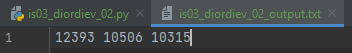 is03_diordiev_02.py is03_diordiev_02_output.txt
1 12393 10506 10315